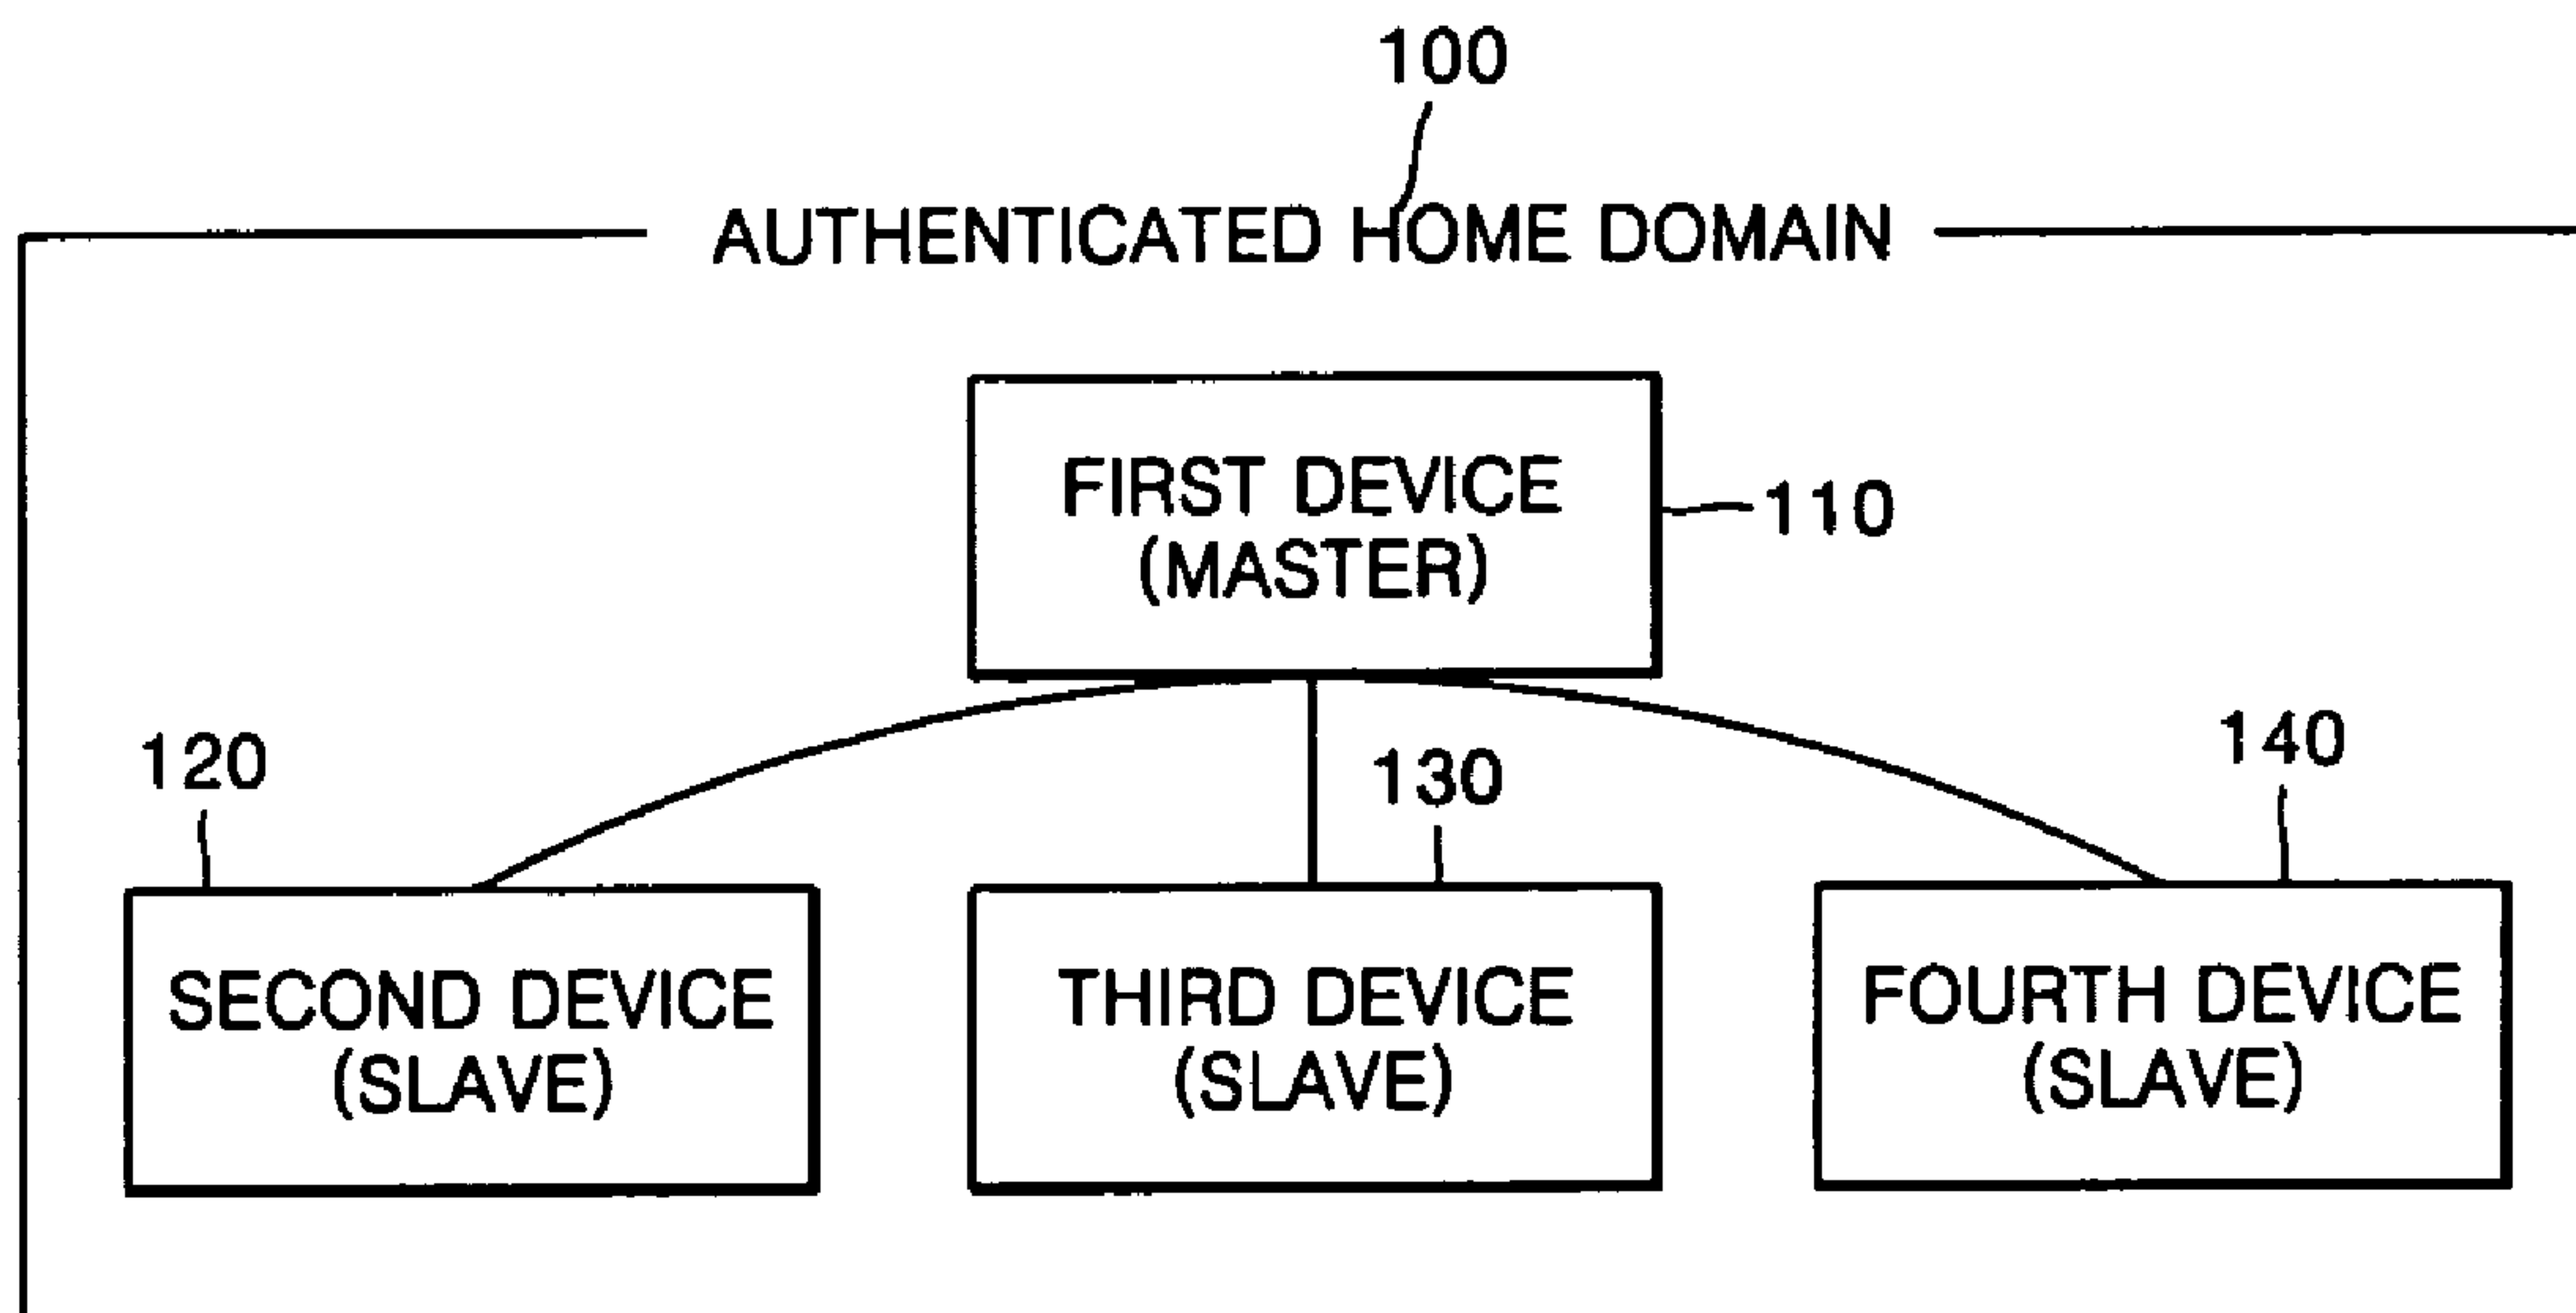 100
AUTHENTICATED HOME DOMAIN
FIRST DEVICE
(MASTER)
110
120
130
140
SECOND DEVICE
(SLAVE)
THIRD DEVICE
(SLAVE)
FOURTH DEVICE
(SLAVE)